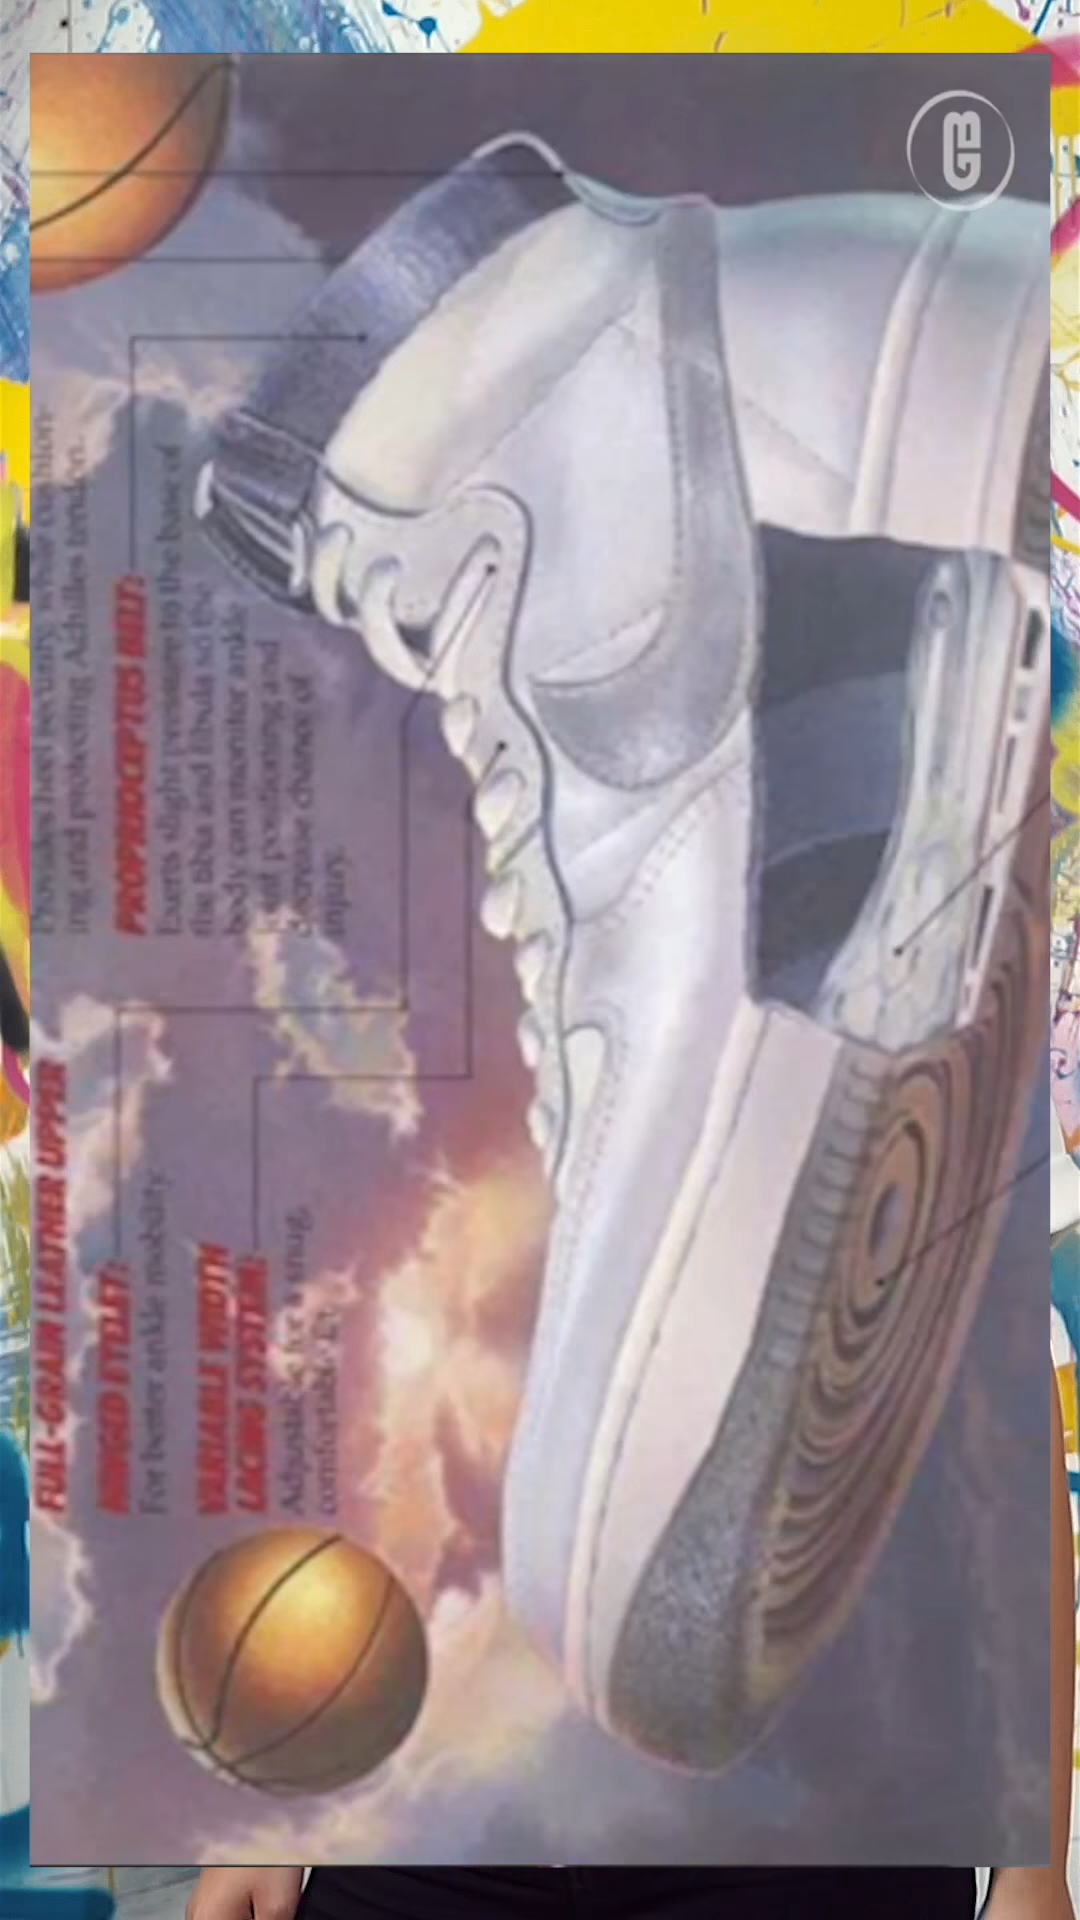 Provides heel security, while cushion-
ing and protecting Achilles tendon.
PROPRIOCEPTUS BELT:
Exerts slight pressure to the base of
the tibia and fibula so the
body can monitor ankle
joint positioning and
decrease chance of
injury.
FULL-GRAIN LEATHER UPPER
HINGED EYELET:
For better ankle mobility.
VARIABLE WIDTH
LACING SYSTEM:
Adjustable for a snug,
comfortable fit.